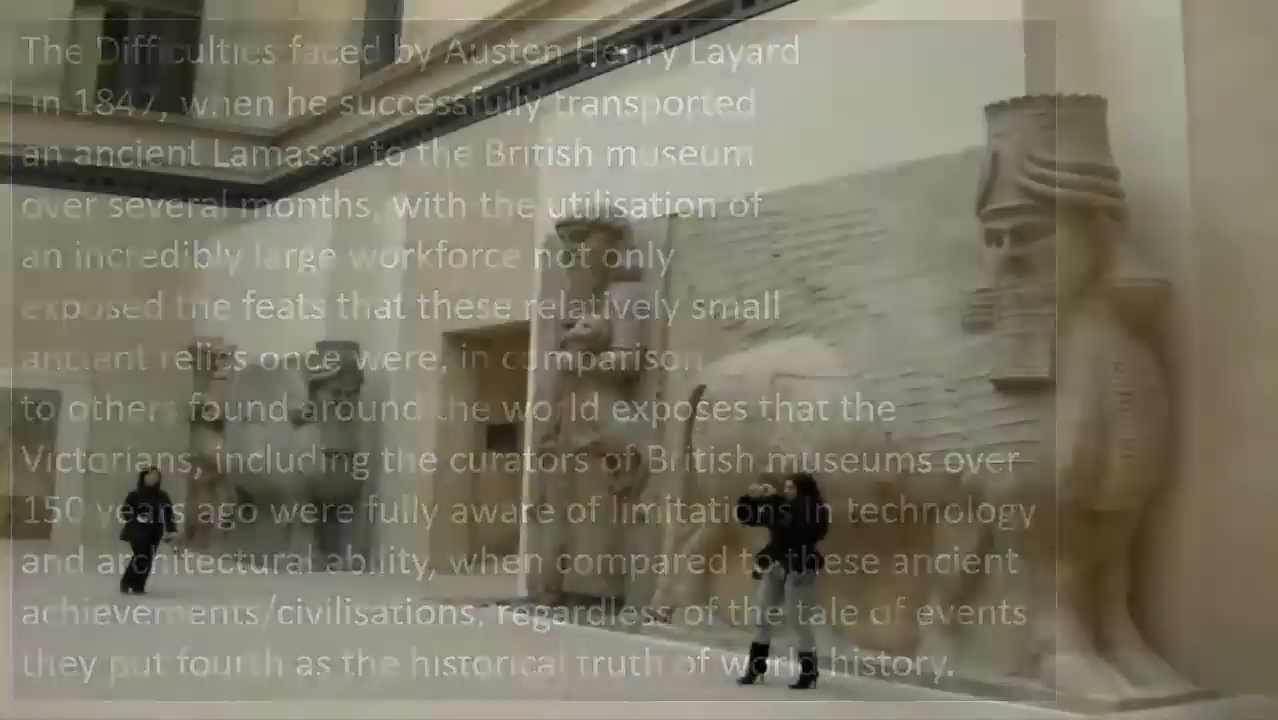 The Difficulties faced by Austen Henry Layard
in 1847, when he successfully transported
an ancient Lamassu to the British museum
over several months, with the utilisation of
an incredibly large workforce not only
exposed the feats that these relatively small
ancient relics once were, in comparison
to others found around the world exposes that the
Victorians, including the curators of British museums over
150 years ago were fully aware of limitations in technology
and architectural ability, when compared to these ancient
achievements/civilisations, regardless of the tale of events
they put fourth as the historical truth of world history.